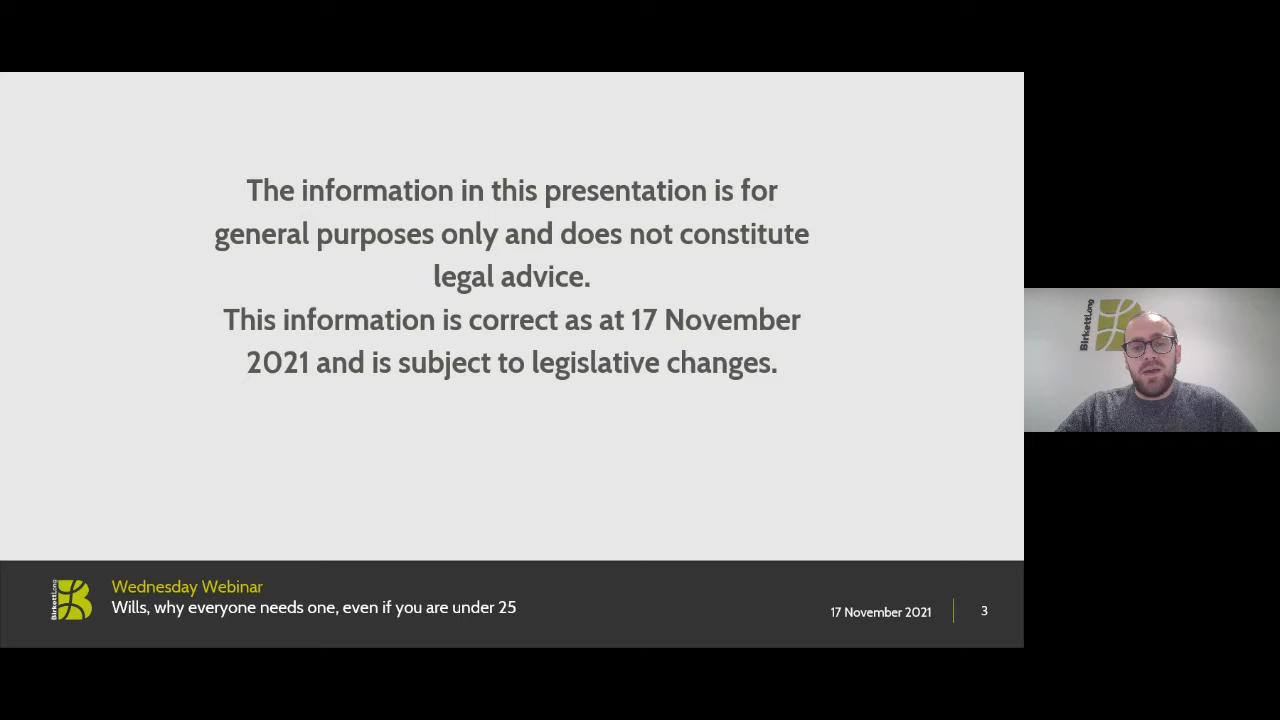 The information in this presentation is for
general purposes only and does not constitute
legal advice.
This information is correct as at 17 November
2021 and is subject to legislative changes.
BirkettLong
BirkettLong
Wednesday Webinar
Wills, why everyone needs one, even if you are under 25
17 November 2021
3